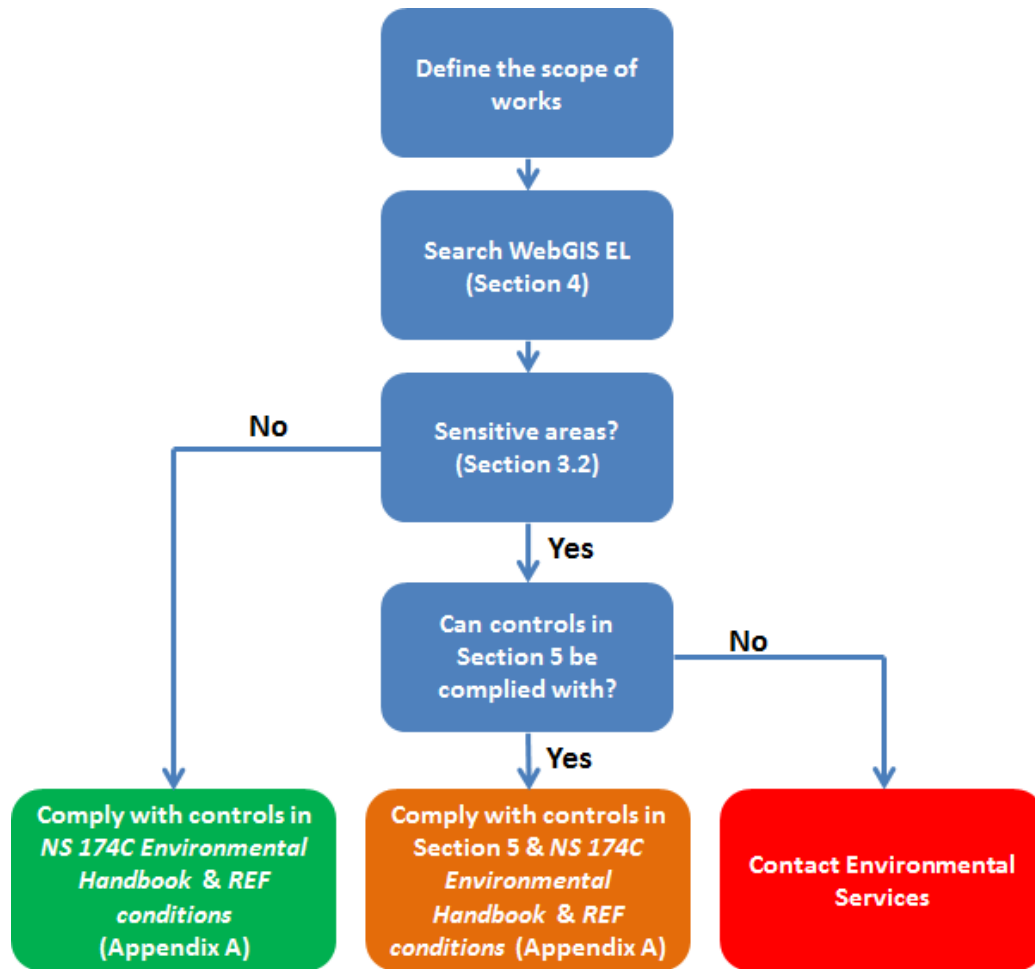 Define the scope of
works
Search WebGIS EL
(Section 4)
No
Sensitive areas?
(Section 3.2)
Yes
Can controls in
Section 5 be
complied with?
No
Yes
Comply with controls in
NS 174C Environmental
Handbook & REF
conditions
(Appendix A)
Comply with controls in
Section 5 & NS 174C
Environmental
Handbook & REF
conditions (Appendix A)
Contact Environmental
Services